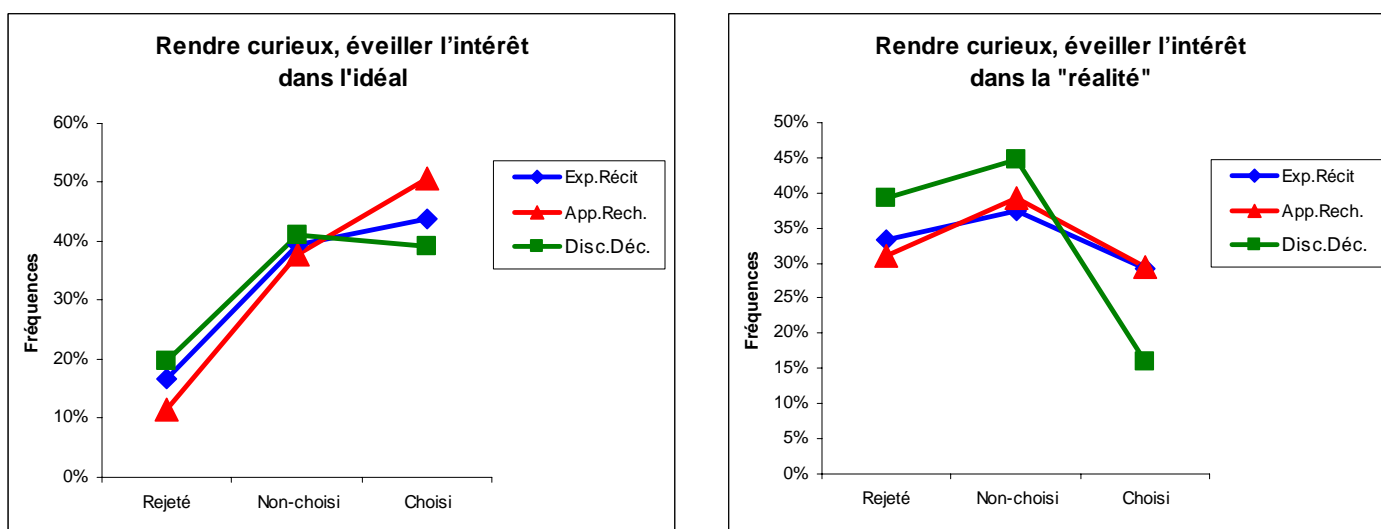 Rendre curieux, éveiller l’intérêt
dans l'idéal
60%
50%
40%
30%
20%
10%
0%
Fréquences
Rejeté
Non-choisi
Choisi
Exp.Récit
App.Rech.
Disc.Déc.
Rendre curieux, éveiller l’intérêt
dans la "réalité"
50%
45%
40%
35%
30%
25%
20%
15%
10%
5%
0%
Fréquences
Rejeté
Non-choisi
Choisi
Exp.Récit
App.Rech.
Disc.Déc.